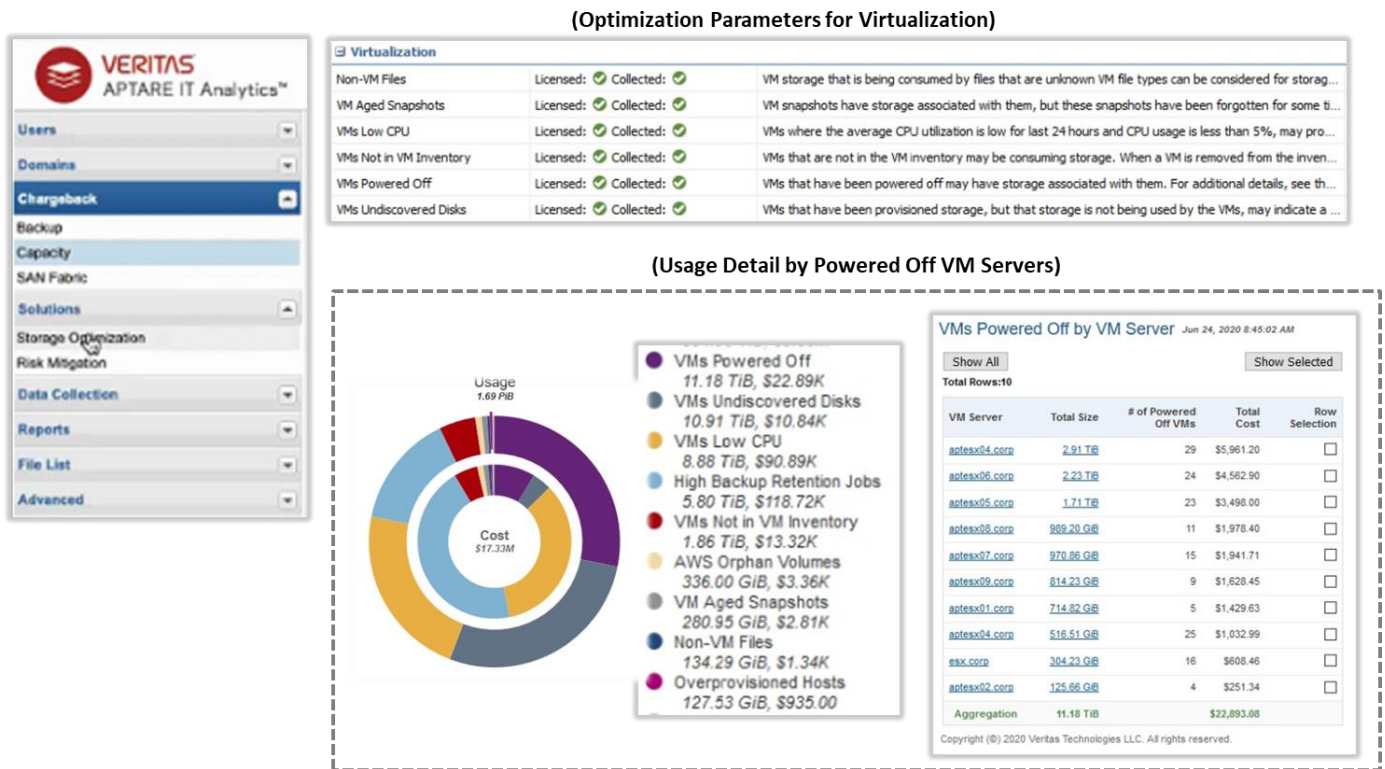 (Optimization Parameters for Virtualization)
VERITAS
APTARE IT Analytics™
Users
Domains
Chargeback
Backup
Capacity
SAN Fabric
Solutions
Storage Optimization
Risk Mitigation
Data Collection
Reports
File List
Advanced
Virtualization
Non-VM Files Licensed: Collected: VM storage that is being consumed by files that are unknown VM file types can be considered for storag...
VM Aged Snapshots Licensed: Collected: VM snapshots have storage associated with them, but these snapshots have been forgotten for some ti...
VMs Low CPU Licensed: Collected: VMs where the average CPU utilization is low for last 24 hours and CPU usage is less than 5%, may pro...
VMs Not in VM Inventory Licensed: Collected: VMs that are not in the VM inventory may be consuming storage. When a VM is removed from the inven...
VMs Powered Off Licensed: Collected: VMs that have been powered off may have storage associated with them. For additional details, see th...
VMs Undiscovered Disks Licensed: Collected: VMs that have been provisioned storage, but that storage is not being used by the VMs, may indicate a ...
(Usage Detail by Powered Off VM Servers)
Usage
1.69 PiB
Cost
$17.33M
VMs Powered Off
11.18 TiB, $22.89K
VMs Undiscovered Disks
10.91 TiB, $10.84K
VMs Low CPU
8.88 TiB, $90.89K
High Backup Retention Jobs
5.80 TiB, $118.72K
VMs Not in VM Inventory
1.86 TiB, $13.32K
AWS Orphan Volumes
336.00 GiB, $3.36K
VM Aged Snapshots
280.95 GiB, $2.81K
Non-VM Files
134.29 GiB, $1.34K
Overprovisioned Hosts
127.53 GiB, $935.00
VMs Powered Off by VM Server Jun 24, 2020 8:45:02 AM
Show All Show Selected
Total Rows:10
VM Server Total Size # of Powered Off VMs Total Cost Row Selection
aptesx04.corp 2.91 TiB 29 $5,961.20
aptesx06.corp 2.23 TiB 24 $4,562.90
aptesx05.corp 1.71 TiB 23 $3,498.00
aptesx08.corp 989.20 GiB 11 $1,978.40
aptesx07.corp 970.86 GiB 15 $1,941.71
aptesx09.corp 814.23 GiB 9 $1,628.45
aptesx01.corp 714.82 GiB 5 $1,429.63
aptesx04.corp 516.51 GiB 25 $1,032.99
esx.corp 304.23 GiB 16 $608.46
aptesx02.corp 125.66 GiB 4 $251.34
Aggregation 11.18 TiB $22,893.08
Copyright (©) 2020 Veritas Technologies LLC. All rights reserved.